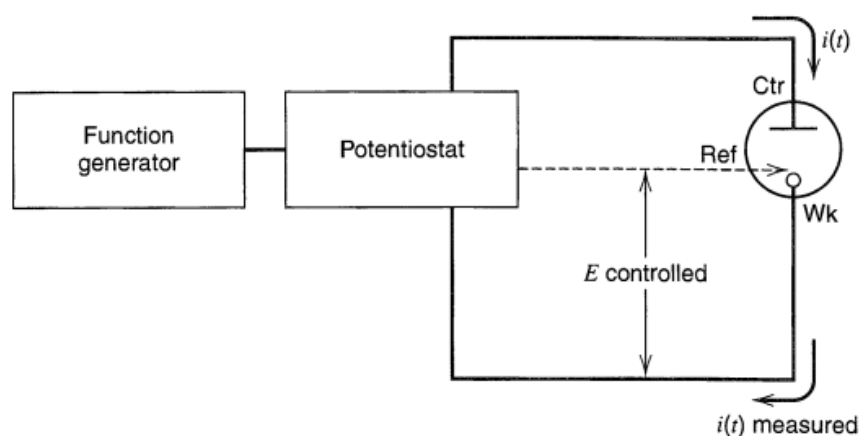 i(t)
Ctr
Function
generator
Potentiostat
Ref
Wk
E controlled
i(t) measured